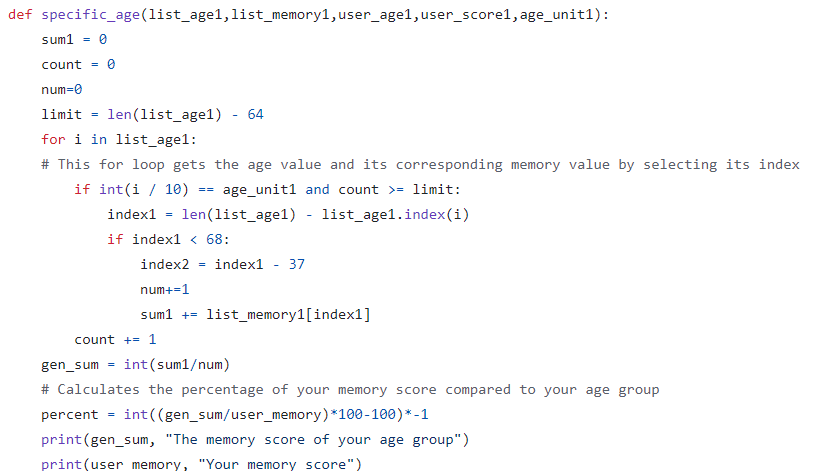 def specific_age(list_age1,list_memory1,user_age1,user_score1,age_unit1):
    sum1 = 0
    count = 0
    num=0
    limit = len(list_age1) - 64
    for i in list_age1:
    # This for loop gets the age value and its corresponding memory value by selecting its index
        if int(i / 10) == age_unit1 and count >= limit:
            index1 = len(list_age1) - list_age1.index(i)
            if index1 < 68:
                index2 = index1 - 37
                num+=1
                sum1 += list_memory1[index1]
        count += 1
    gen_sum = int(sum1/num)
    # Calculates the percentage of your memory score compared to your age group
    percent = int((gen_sum/user_memory)*100-100)*-1
    print(gen_sum, "The memory score of your age group")
    print(user_memory, "Your memory score")